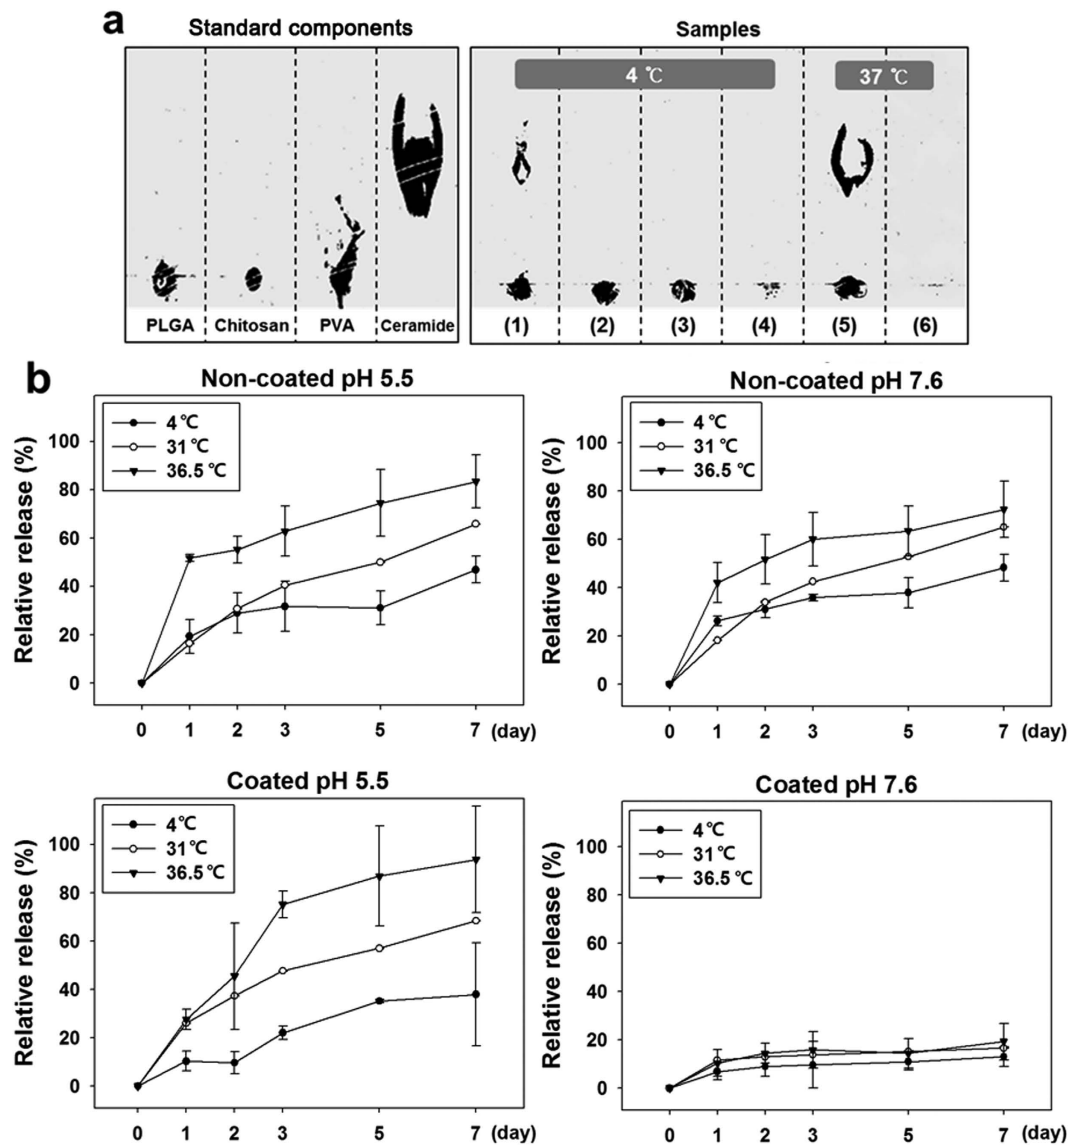 a
Standard components
Samples
4 ℃
37 ℃
PLGA Chitosan PVA Ceramide
(1) (2) (3) (4) (5) (6)
b
Non-coated pH 5.5
4℃
31℃
36.5℃
Relative release (%)
100
80
60
40
20
0
0 1 2 3 5 7 (day)
Non-coated pH 7.6
4℃
31℃
36.5℃
Relative release (%)
100
80
60
40
20
0
0 1 2 3 5 7 (day)
Coated pH 5.5
4℃
31℃
36.5℃
Relative release (%)
100
80
60
40
20
0
0 1 2 3 5 7 (day)
Coated pH 7.6
4℃
31℃
36.5℃
Relative release (%)
100
80
60
40
20
0
0 1 2 3 5 7 (day)